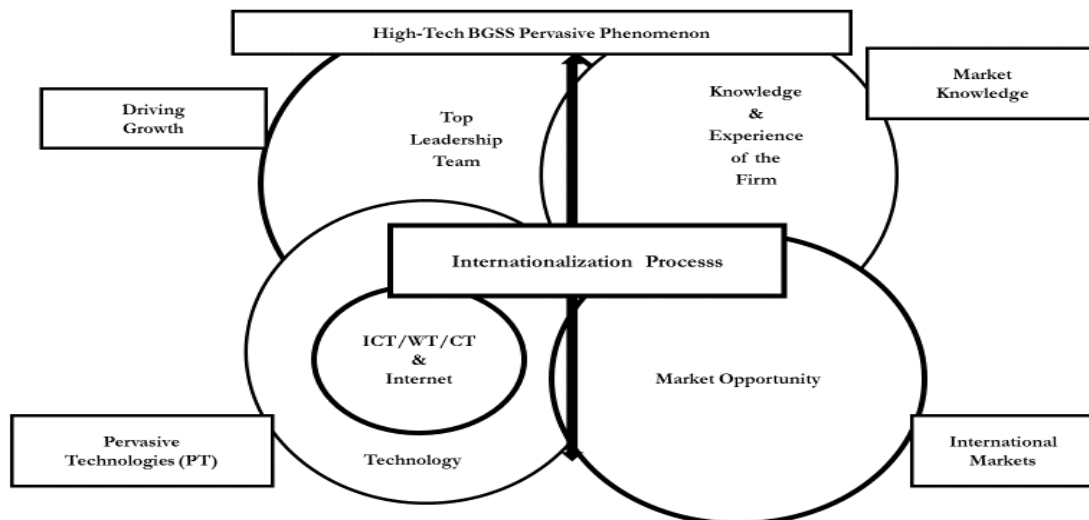 High-Tech BGSS Pervasive Phenomenon
Driving
Growth
Top
Leadership
Team
Knowledge
&
Experience
of the
Firm
Market
Knowledge
Internationalization Processs
ICT/WT/CT
&
Internet
Market Opportunity
Pervasive
Technologies (PT)
Technology
International
Markets